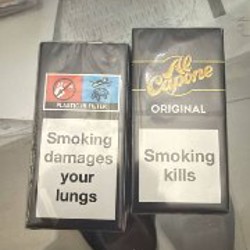 PLASTIC IN FILTER
Smoking
damages
your
lungs
Al
Capone
ORIGINAL
Smoking
kills